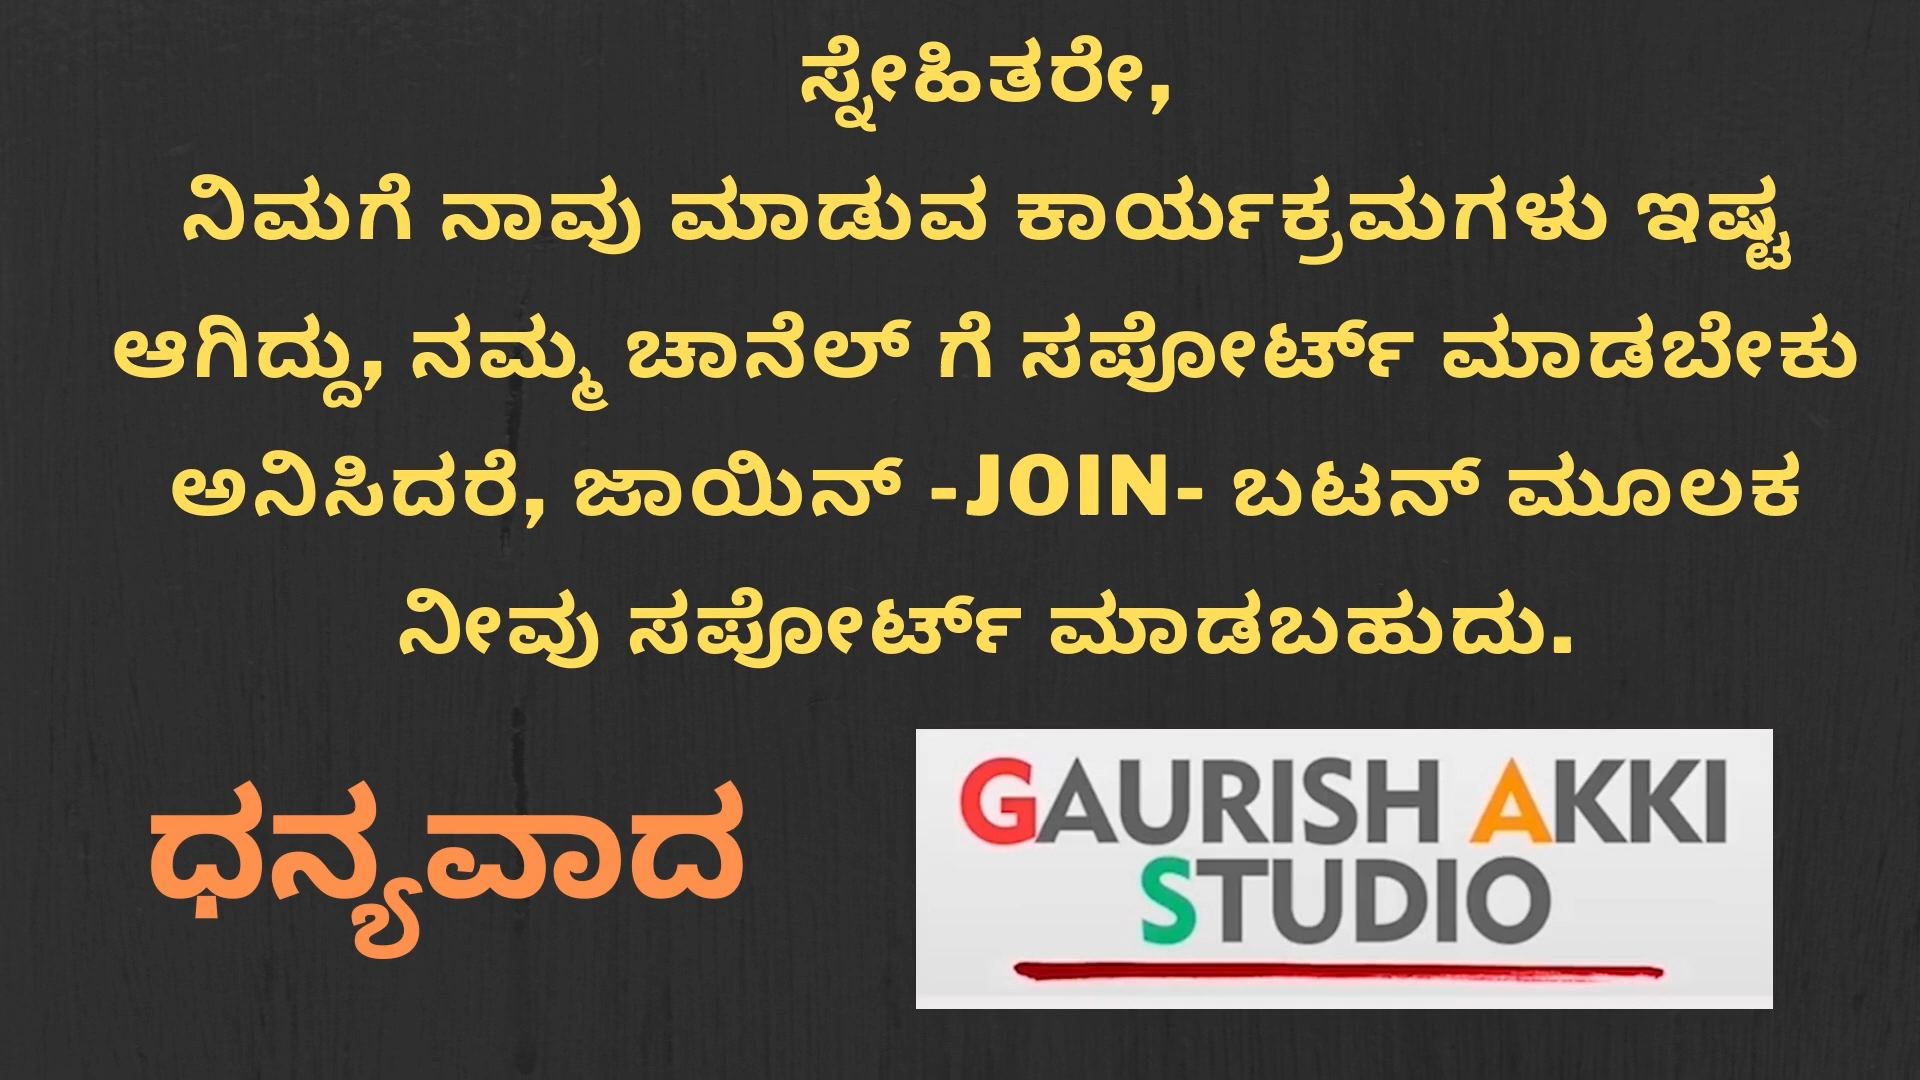 ಸ್ನೇಹಿತರೇ,
ನಿಮಗೆ ನಾವು ಮಾಡುವ ಕಾರ್ಯಕ್ರಮಗಳು ಇಷ್ಟ
ಆಗಿದ್ದು, ನಮ್ಮ ಚಾನೆಲ್ ಗೆ ಸಪೋರ್ಟ್ ಮಾಡಬೇಕು
ಅನಿಸಿದರೆ, ಜಾಯಿನ್ -JOIN- ಬಟನ್ ಮೂಲಕ
ನೀವು ಸಪೋರ್ಟ್ ಮಾಡಬಹುದು.
ಧನ್ಯವಾದ
GAURISH AKKI
STUDIO